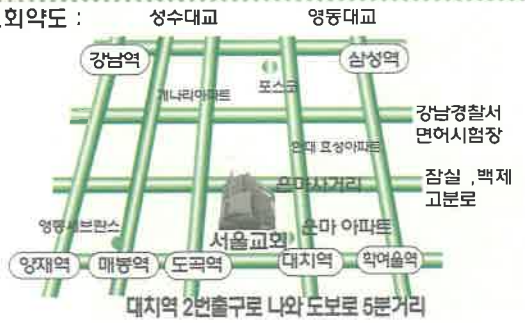 회약도 :
성수대교
영동대교
강남역
삼성역
포스코
개나리아파트
강남경찰서
면허시험장
현대 효성아파트
은마사거리
잠실 ,백제
고분로
영동세브란스
서울교회
은마 아파트
양재역
매봉역
도곡역
대치역
학여울역
대치역 2번출구로 나와 도보로 5분거리